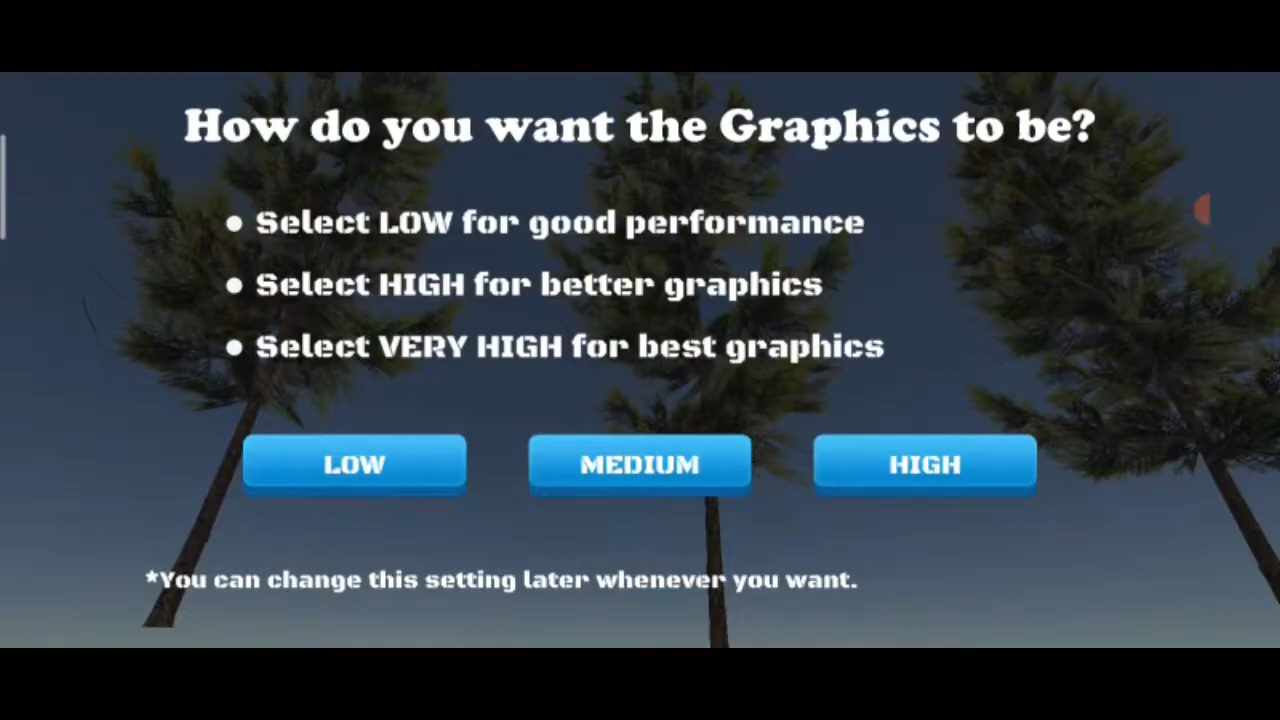 How do you want the Graphics to be?
● Select LOW for good performance
● Select HIGH for better graphics
● Select VERY HIGH for best graphics
LOW MEDIUM HIGH
*You can change this setting later whenever you want.